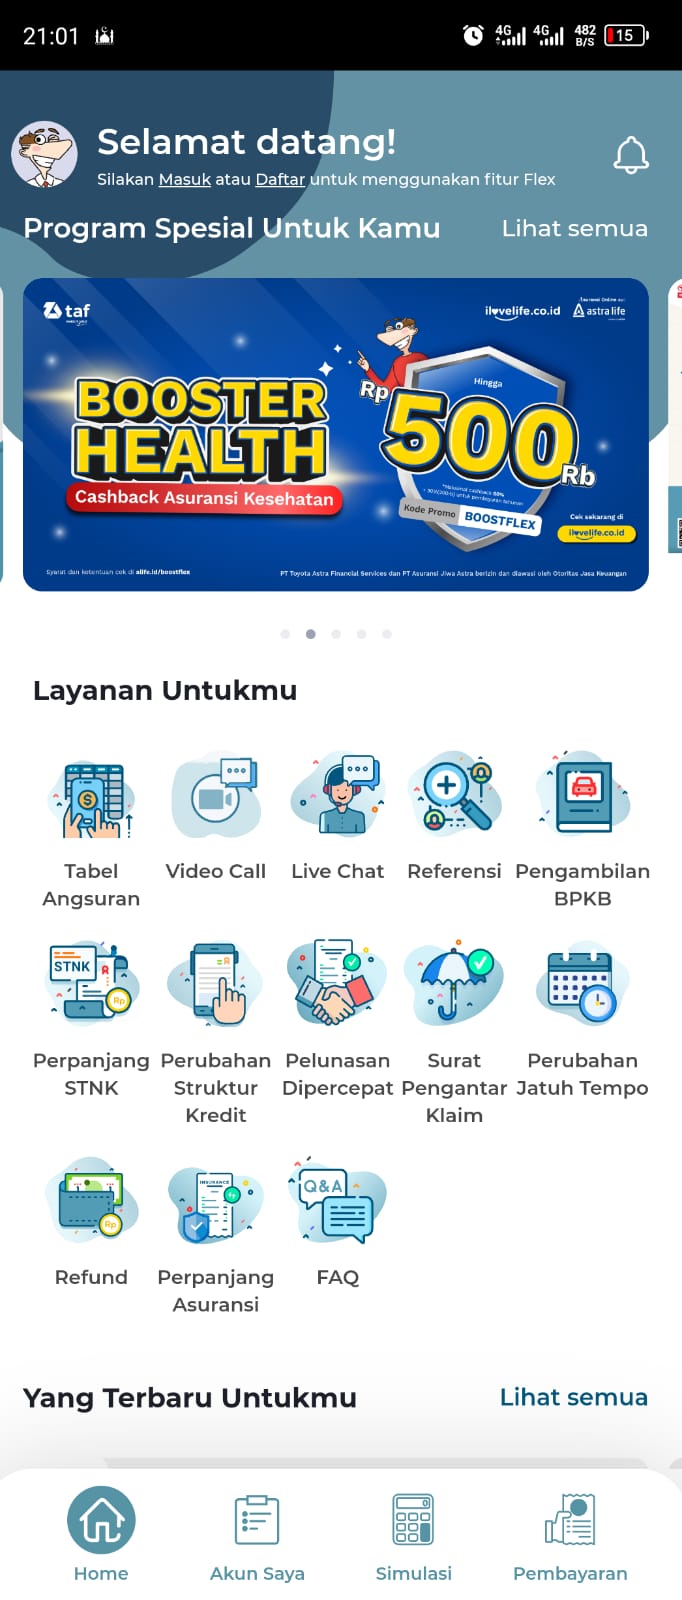 21:01
4G 4G 482 B/S 15
Selamat datang!
Silakan Masuk atau Daftar untuk menggunakan fitur Flex
Program Spesial Untuk Kamu Lihat semua
taf
ilovelife.co.id astra life
BOOSTER
HEALTH
Cashback Asuransi Kesehatan
Hingga
Rp 500 Rb
Kode Promo BOOSTFLEX
Cek sekarang di
ilovelife.co.id
Syarat dan ketentuan cek di alife.id/boostflex
PT Toyota Astra Financial Services dan PT Asuransi Jiwa Astra berizin dan diawasi oleh Otoritas Jasa Keuangan
Layanan Untukmu
Tabel Angsuran
Video Call
Live Chat
Referensi
Pengambilan BPKB
STNK
Rp
Perpanjang STNK
Perubahan Struktur Kredit
Pelunasan Dipercepat
Surat Pengantar Klaim
Perubahan Jatuh Tempo
Rp
INSURANCE
Q&A
Refund
Perpanjang Asuransi
FAQ
Yang Terbaru Untukmu Lihat semua
Home Akun Saya Simulasi Pembayaran